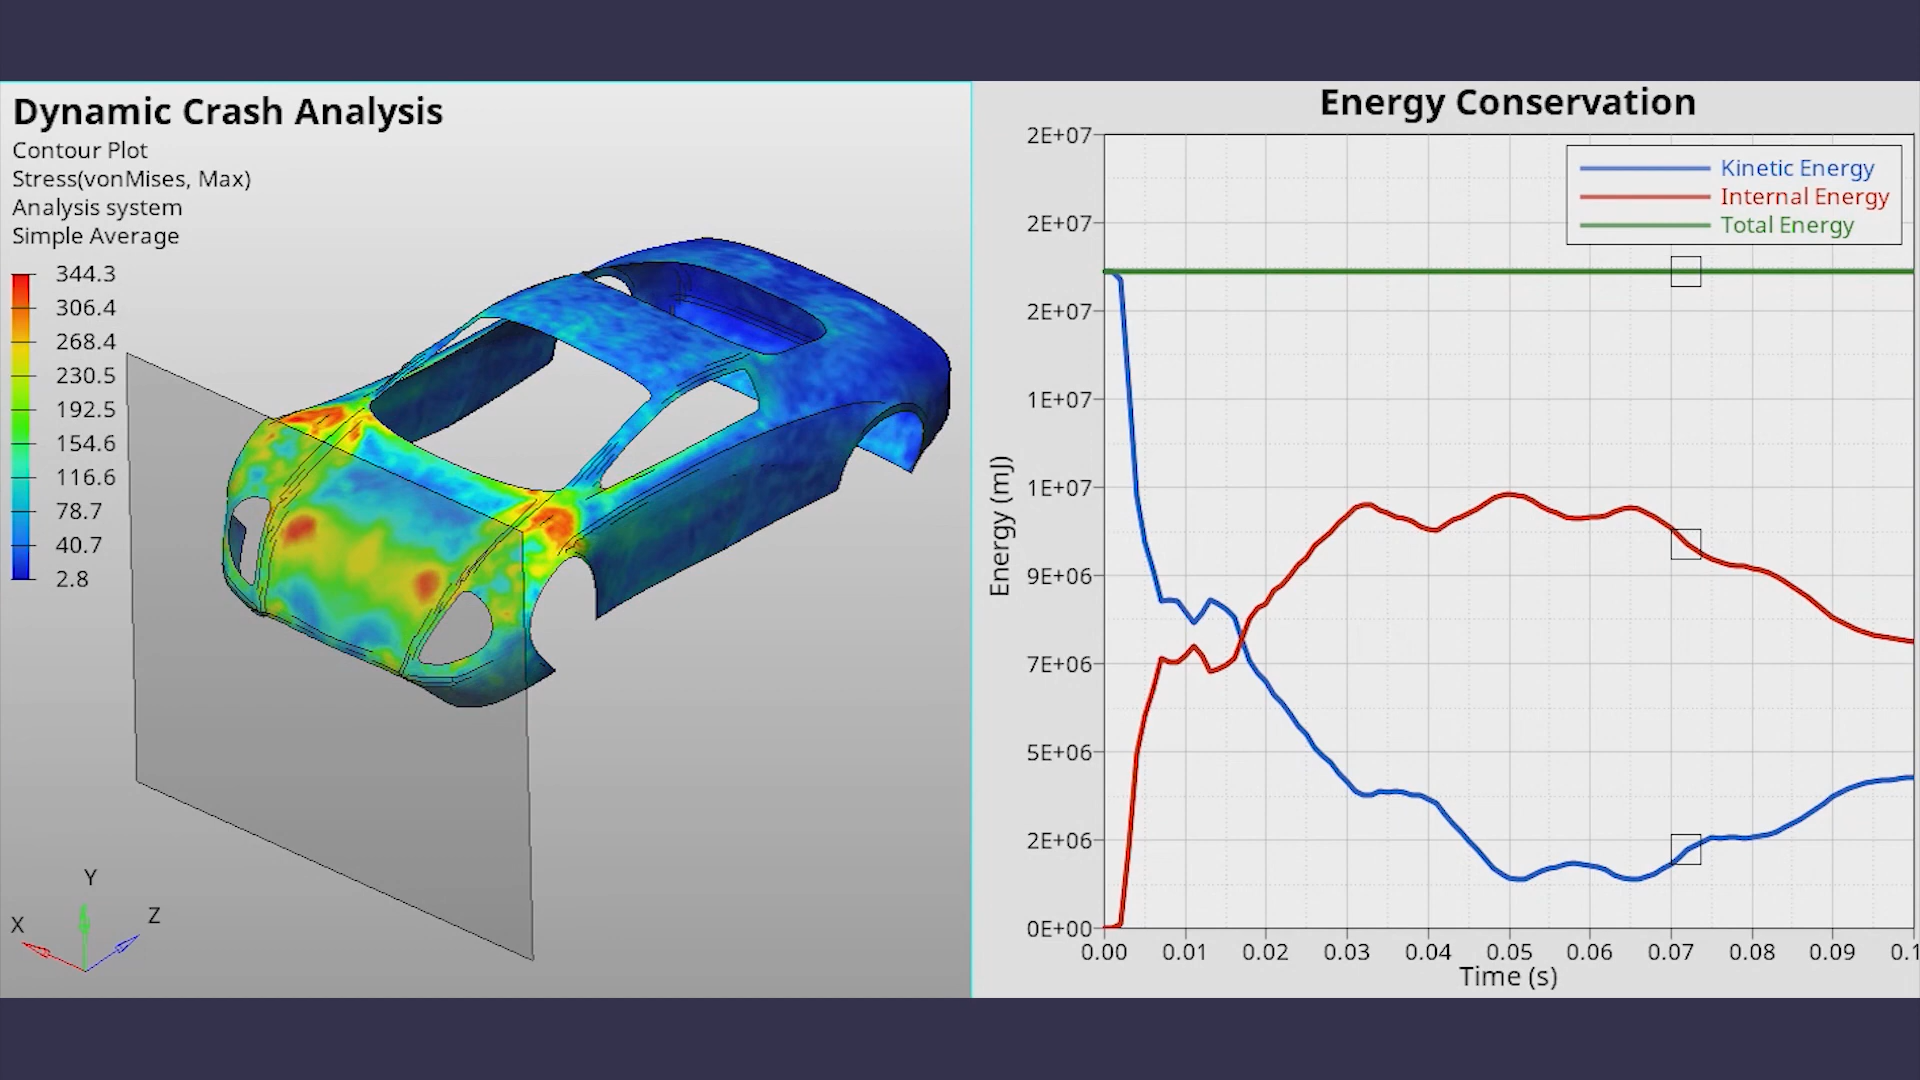 Dynamic Crash Analysis
Contour Plot
Stress(vonMises, Max)
Analysis system
Simple Average
344.3
306.4
268.4
230.5
192.5
154.6
116.6
78.7
40.7
2.8
Y
X
Z
Energy Conservation
Kinetic Energy
Internal Energy
Total Energy
2E+07
2E+07
2E+07
1E+07
1E+07
9E+06
7E+06
5E+06
2E+06
0E+00
Energy (mJ)
0.00 0.01 0.02 0.03 0.04 0.05 0.06 0.07 0.08 0.09 0.1
Time (s)